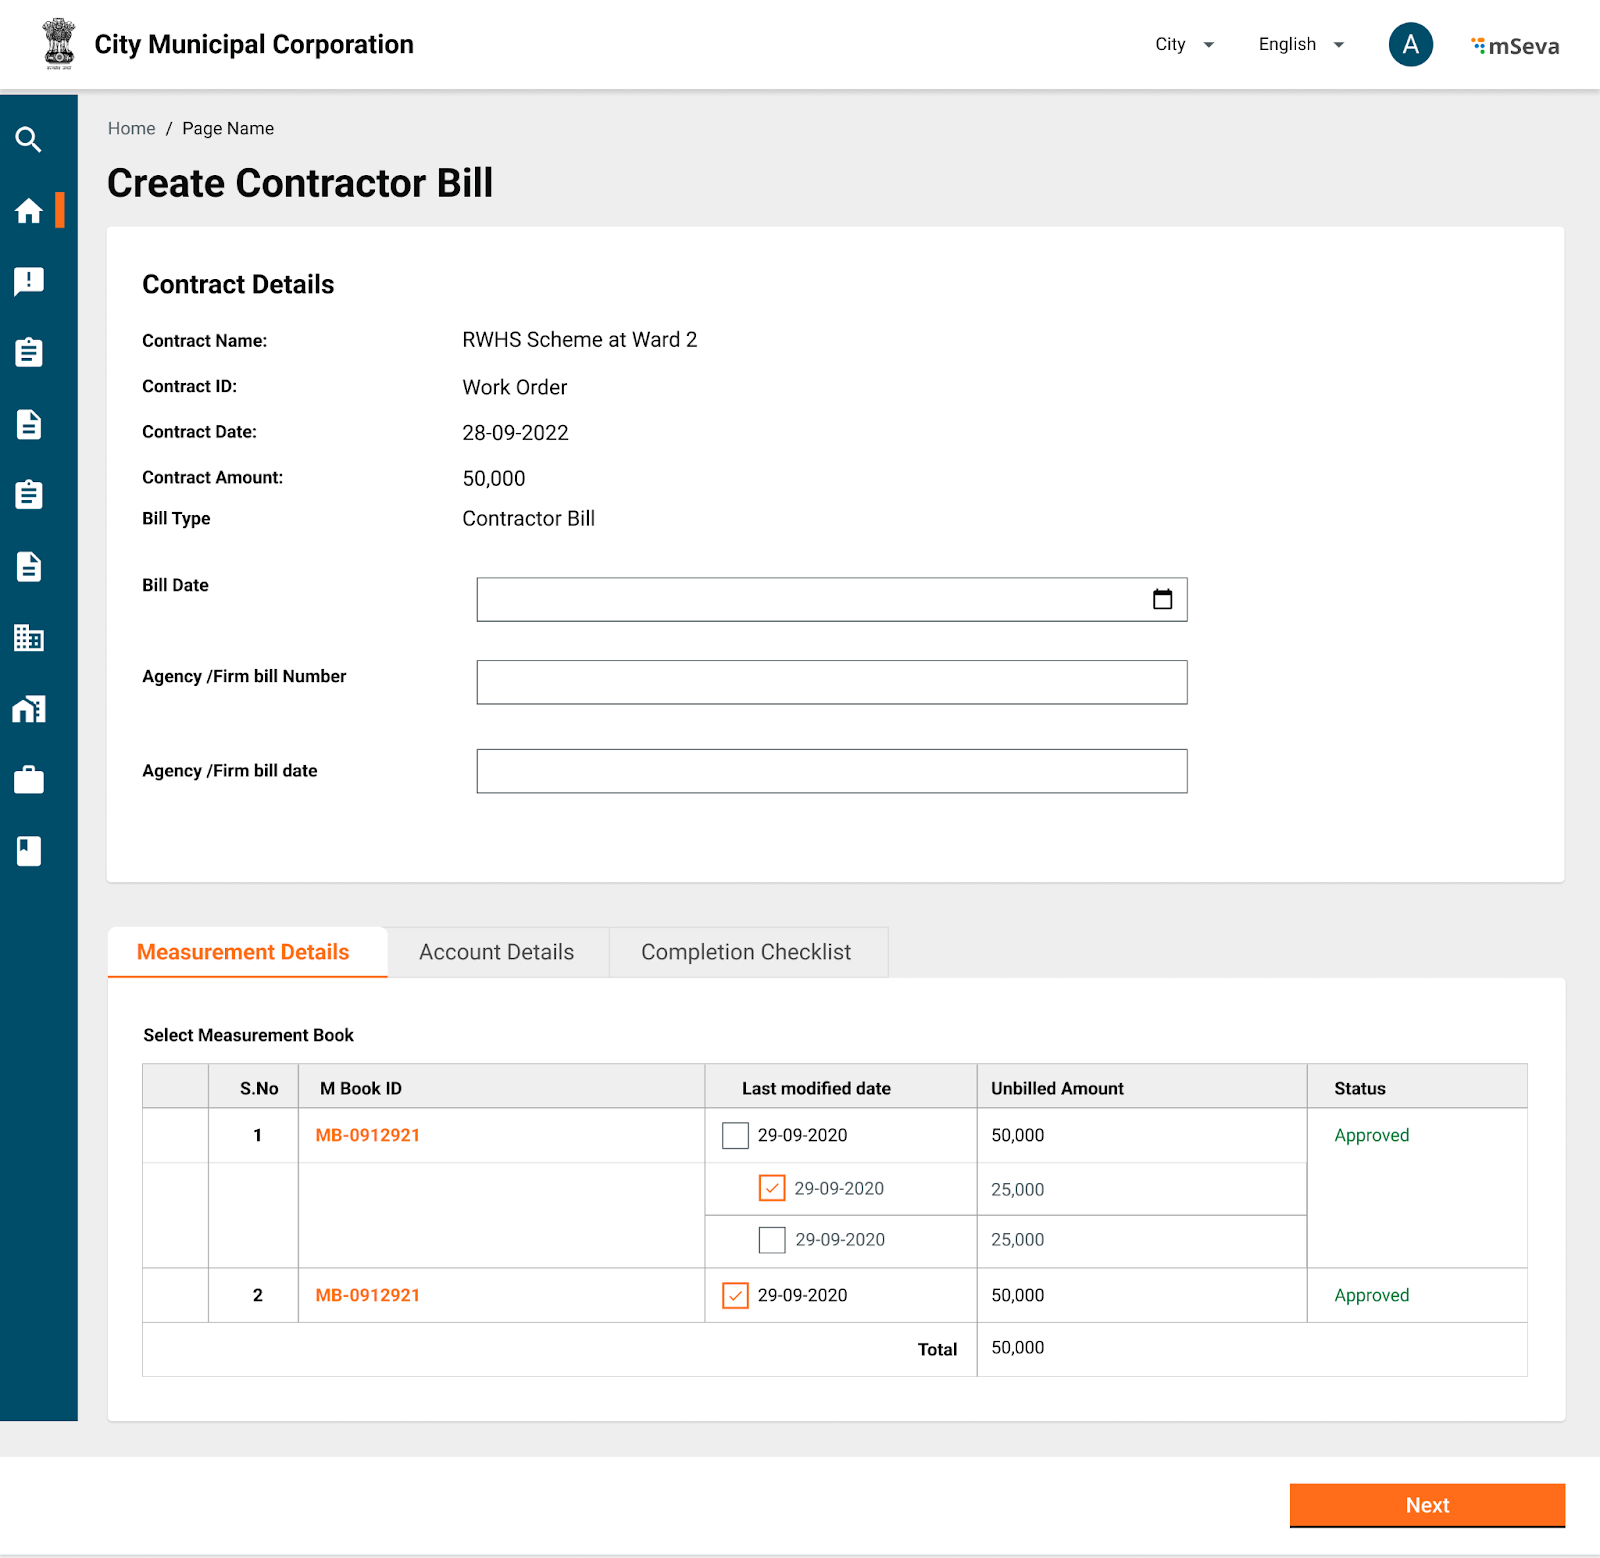 City Municipal Corporation
City
English
A
mSeva
Home / Page Name
Create Contractor Bill
Contract Details
Contract Name: RWHS Scheme at Ward 2
Contract ID: Work Order
Contract Date: 28-09-2022
Contract Amount: 50,000
Bill Type Contractor Bill
Bill Date
Agency /Firm bill Number
Agency /Firm bill date
Measurement Details Account Details Completion Checklist
Select Measurement Book
S.No M Book ID Last modified date Unbilled Amount Status
1 MB-0912921 29-09-2020 50,000 Approved
29-09-2020 25,000
29-09-2020 25,000
2 MB-0912921 29-09-2020 50,000 Approved
Total 50,000
Next